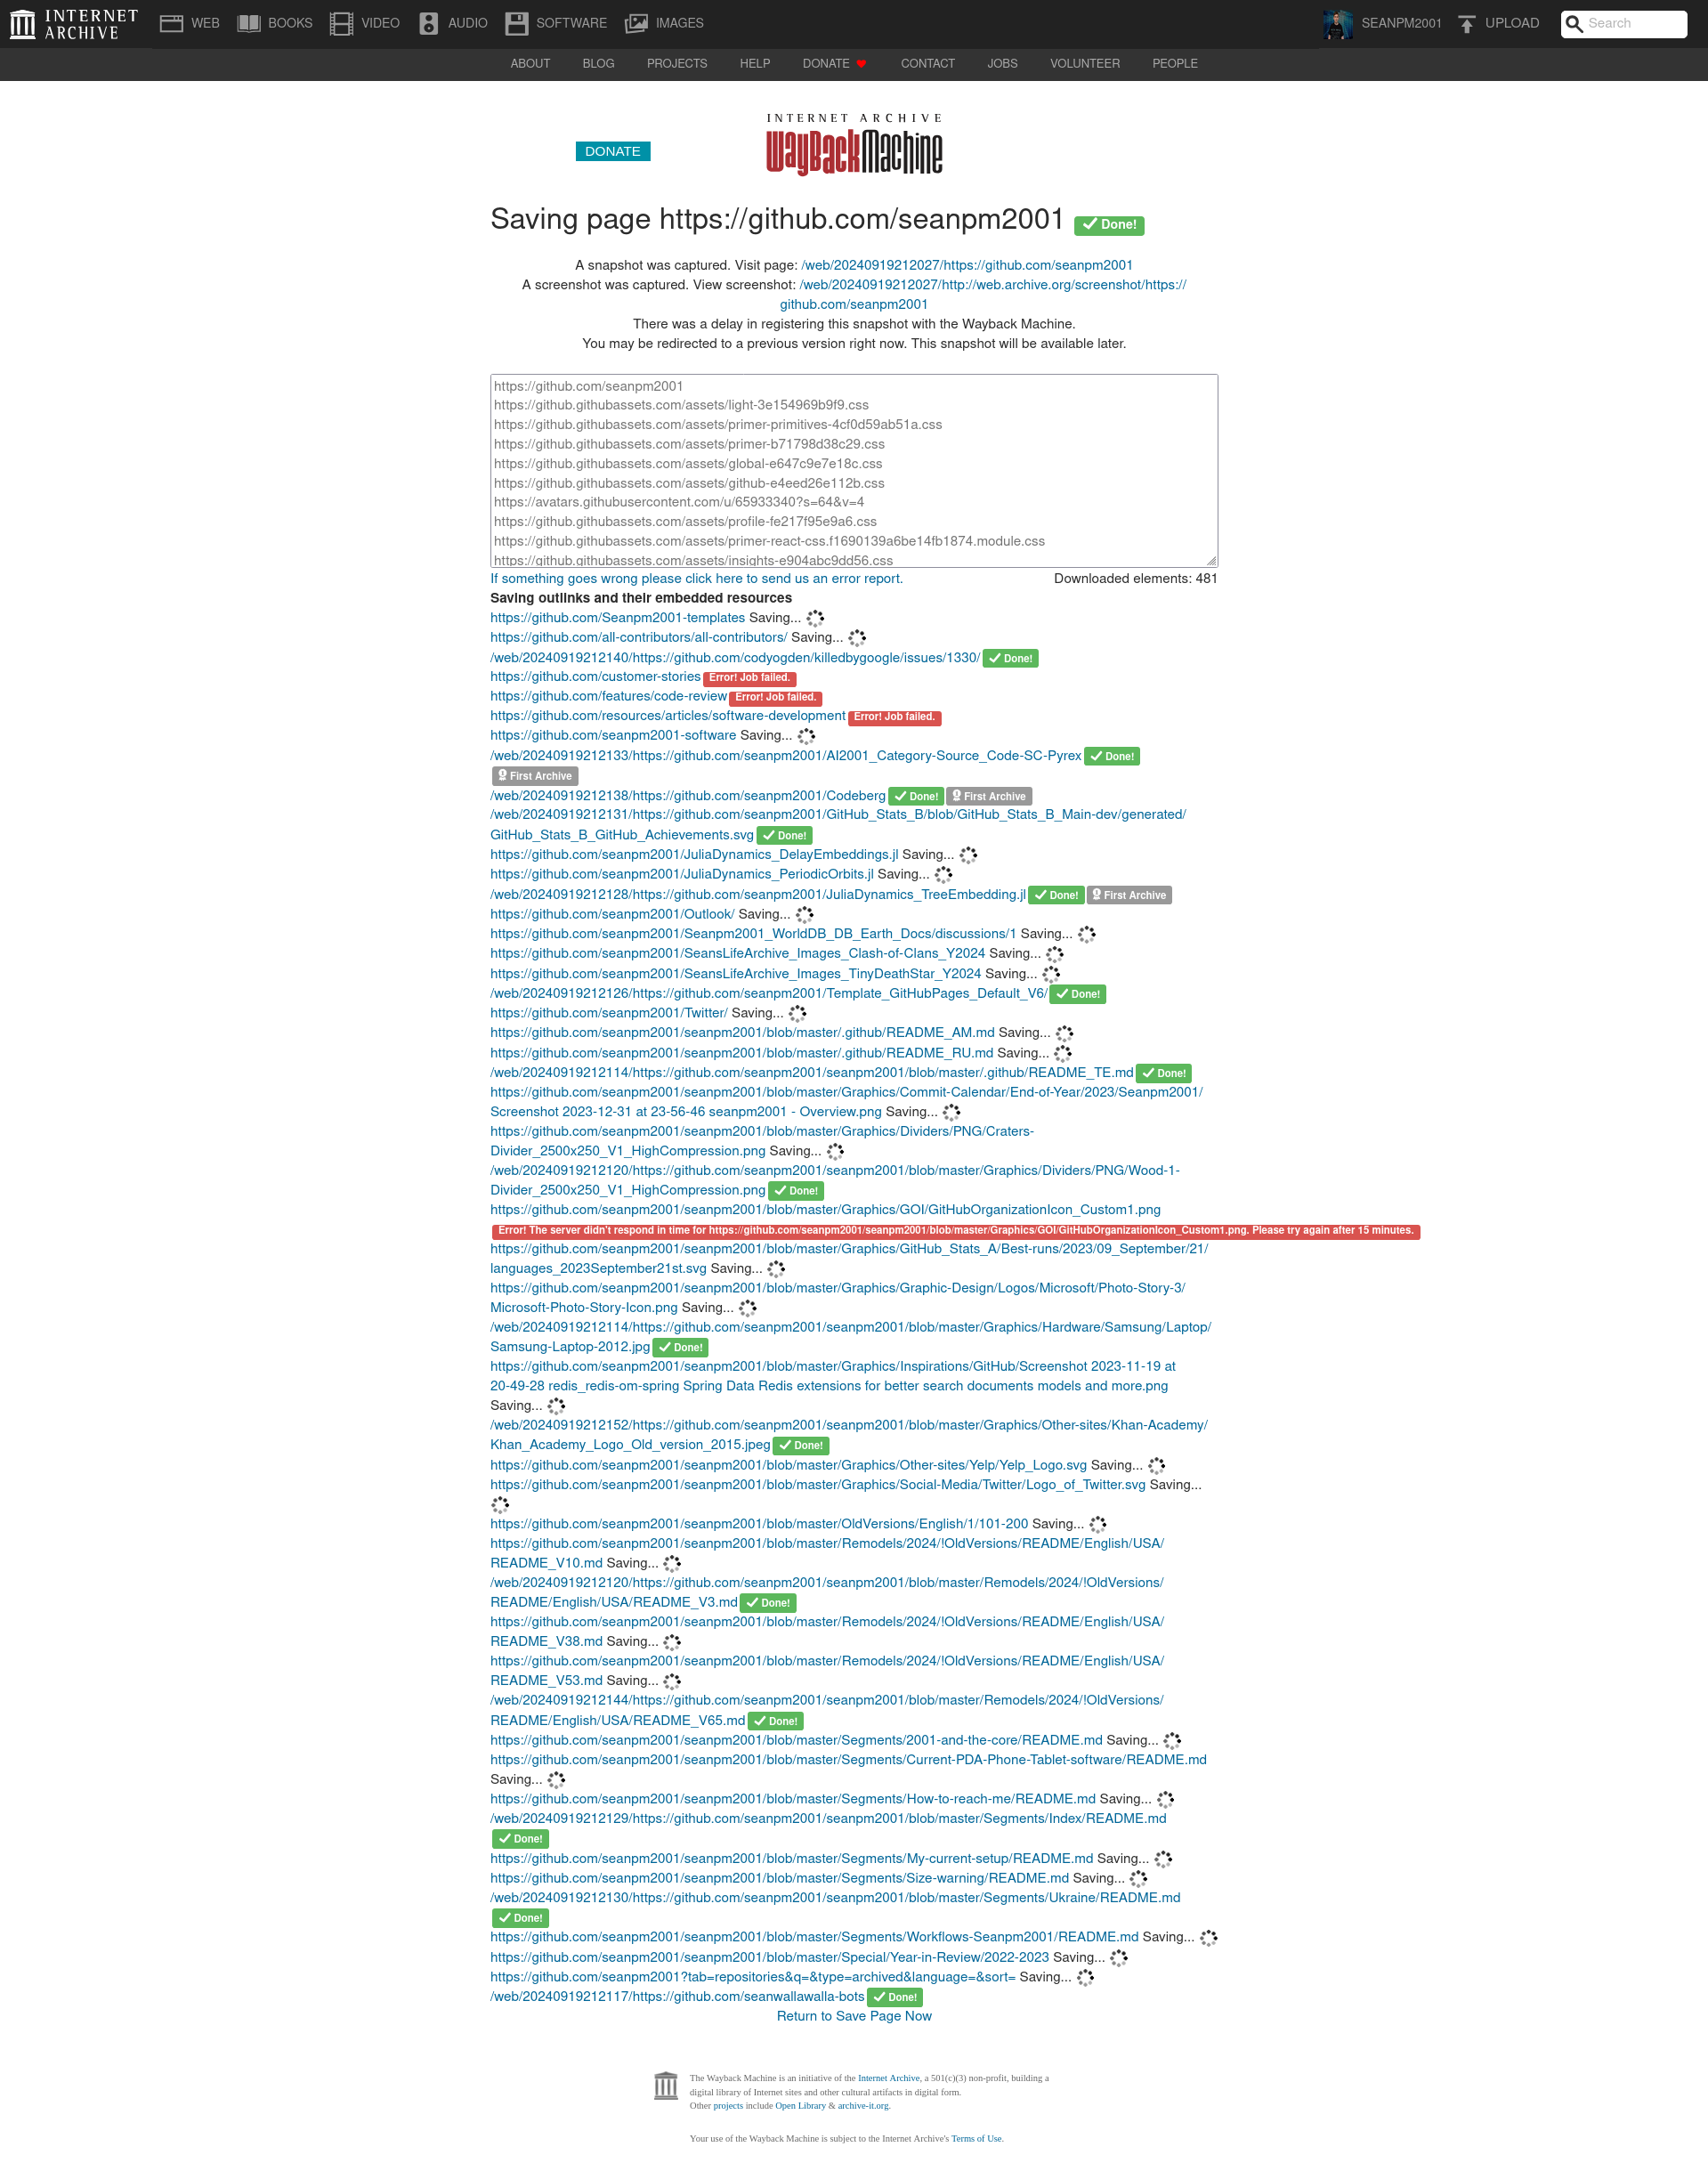 INTERNET ARCHIVE
WEB BOOKS VIDEO AUDIO SOFTWARE IMAGES SEANPM2001 UPLOAD Search
ABOUT BLOG PROJECTS HELP DONATE CONTACT JOBS VOLUNTEER PEOPLE
INTERNET ARCHIVE
DONATE
WayBackMachine
Saving page https://github.com/seanpm2001 Done!
A snapshot was captured. Visit page: /web/20240919212027/https://github.com/seanpm2001
A screenshot was captured. View screenshot: /web/20240919212027/http://web.archive.org/screenshot/https://
github.com/seanpm2001
There was a delay in registering this snapshot with the Wayback Machine.
You may be redirected to a previous version right now. This snapshot will be available later.
https://github.com/seanpm2001
https://github.githubassets.com/assets/light-3e154969b9f9.css
https://github.githubassets.com/assets/primer-primitives-4cf0d59ab51a.css
https://github.githubassets.com/assets/primer-b71798d38c29.css
https://github.githubassets.com/assets/global-e647c9e7e18c.css
https://github.githubassets.com/assets/github-e4eed26e112b.css
https://avatars.githubusercontent.com/u/65933340?s=64&v=4
https://github.githubassets.com/assets/profile-fe217f95e9a6.css
https://github.githubassets.com/assets/primer-react-css.f1690139a6be14fb1874.module.css
https://github.githubassets.com/assets/insights-e904abc9dd56.css
If something goes wrong please click here to send us an error report. Downloaded elements: 481
Saving outlinks and their embedded resources
https://github.com/Seanpm2001-templates Saving...
https://github.com/all-contributors/all-contributors/ Saving...
/web/20240919212140/https://github.com/codyogden/killedbygoogle/issues/1330/ Done!
https://github.com/customer-stories Error! Job failed.
https://github.com/features/code-review Error! Job failed.
https://github.com/resources/articles/software-development Error! Job failed.
https://github.com/seanpm2001-software Saving...
/web/20240919212133/https://github.com/seanpm2001/AI2001_Category-Source_Code-SC-Pyrex Done!
First Archive
/web/20240919212138/https://github.com/seanpm2001/Codeberg Done! First Archive
/web/20240919212131/https://github.com/seanpm2001/GitHub_Stats_B/blob/GitHub_Stats_B_Main-dev/generated/
GitHub_Stats_B_GitHub_Achievements.svg Done!
https://github.com/seanpm2001/JuliaDynamics_DelayEmbeddings.jl Saving...
https://github.com/seanpm2001/JuliaDynamics_PeriodicOrbits.jl Saving...
/web/20240919212128/https://github.com/seanpm2001/JuliaDynamics_TreeEmbedding.jl Done! First Archive
https://github.com/seanpm2001/Outlook/ Saving...
https://github.com/seanpm2001/Seanpm2001_WorldDB_DB_Earth_Docs/discussions/1 Saving...
https://github.com/seanpm2001/SeansLifeArchive_Images_Clash-of-Clans_Y2024 Saving...
https://github.com/seanpm2001/SeansLifeArchive_Images_TinyDeathStar_Y2024 Saving...
/web/20240919212126/https://github.com/seanpm2001/Template_GitHubPages_Default_V6/ Done!
https://github.com/seanpm2001/Twitter/ Saving...
https://github.com/seanpm2001/seanpm2001/blob/master/.github/README_AM.md Saving...
https://github.com/seanpm2001/seanpm2001/blob/master/.github/README_RU.md Saving...
/web/20240919212114/https://github.com/seanpm2001/seanpm2001/blob/master/.github/README_TE.md Done!
https://github.com/seanpm2001/seanpm2001/blob/master/Graphics/Commit-Calendar/End-of-Year/2023/Seanpm2001/
Screenshot 2023-12-31 at 23-56-46 seanpm2001 - Overview.png Saving...
https://github.com/seanpm2001/seanpm2001/blob/master/Graphics/Dividers/PNG/Craters-
Divider_2500x250_V1_HighCompression.png Saving...
/web/20240919212120/https://github.com/seanpm2001/seanpm2001/blob/master/Graphics/Dividers/PNG/Wood-1-
Divider_2500x250_V1_HighCompression.png Done!
https://github.com/seanpm2001/seanpm2001/blob/master/Graphics/GOI/GitHubOrganizationIcon_Custom1.png
Error! The server didn't respond in time for https://github.com/seanpm2001/seanpm2001/blob/master/Graphics/GOI/GitHubOrganizationIcon_Custom1.png. Please try again after 15 minutes.
https://github.com/seanpm2001/seanpm2001/blob/master/Graphics/GitHub_Stats_A/Best-runs/2023/09_September/21/
languages_2023September21st.svg Saving...
https://github.com/seanpm2001/seanpm2001/blob/master/Graphics/Graphic-Design/Logos/Microsoft/Photo-Story-3/
Microsoft-Photo-Story-Icon.png Saving...
/web/20240919212114/https://github.com/seanpm2001/seanpm2001/blob/master/Graphics/Hardware/Samsung/Laptop/
Samsung-Laptop-2012.jpg Done!
https://github.com/seanpm2001/seanpm2001/blob/master/Graphics/Inspirations/GitHub/Screenshot 2023-11-19 at
20-49-28 redis_redis-om-spring Spring Data Redis extensions for better search documents models and more.png
Saving...
/web/20240919212152/https://github.com/seanpm2001/seanpm2001/blob/master/Graphics/Other-sites/Khan-Academy/
Khan_Academy_Logo_Old_version_2015.jpeg Done!
https://github.com/seanpm2001/seanpm2001/blob/master/Graphics/Other-sites/Yelp/Yelp_Logo.svg Saving...
https://github.com/seanpm2001/seanpm2001/blob/master/Graphics/Social-Media/Twitter/Logo_of_Twitter.svg Saving...
https://github.com/seanpm2001/seanpm2001/blob/master/OldVersions/English/1/101-200 Saving...
https://github.com/seanpm2001/seanpm2001/blob/master/Remodels/2024/!OldVersions/README/English/USA/
README_V10.md Saving...
/web/20240919212120/https://github.com/seanpm2001/seanpm2001/blob/master/Remodels/2024/!OldVersions/
README/English/USA/README_V3.md Done!
https://github.com/seanpm2001/seanpm2001/blob/master/Remodels/2024/!OldVersions/README/English/USA/
README_V38.md Saving...
https://github.com/seanpm2001/seanpm2001/blob/master/Remodels/2024/!OldVersions/README/English/USA/
README_V53.md Saving...
/web/20240919212144/https://github.com/seanpm2001/seanpm2001/blob/master/Remodels/2024/!OldVersions/
README/English/USA/README_V65.md Done!
https://github.com/seanpm2001/seanpm2001/blob/master/Segments/2001-and-the-core/README.md Saving...
https://github.com/seanpm2001/seanpm2001/blob/master/Segments/Current-PDA-Phone-Tablet-software/README.md
Saving...
https://github.com/seanpm2001/seanpm2001/blob/master/Segments/How-to-reach-me/README.md Saving...
/web/20240919212129/https://github.com/seanpm2001/seanpm2001/blob/master/Segments/Index/README.md
Done!
https://github.com/seanpm2001/seanpm2001/blob/master/Segments/My-current-setup/README.md Saving...
https://github.com/seanpm2001/seanpm2001/blob/master/Segments/Size-warning/README.md Saving...
/web/20240919212130/https://github.com/seanpm2001/seanpm2001/blob/master/Segments/Ukraine/README.md
Done!
https://github.com/seanpm2001/seanpm2001/blob/master/Segments/Workflows-Seanpm2001/README.md Saving...
https://github.com/seanpm2001/seanpm2001/blob/master/Special/Year-in-Review/2022-2023 Saving...
https://github.com/seanpm2001?tab=repositories&q=&type=archived&language=&sort= Saving...
/web/20240919212117/https://github.com/seanwallawalla-bots Done!
Return to Save Page Now
The Wayback Machine is an initiative of the Internet Archive, a 501(c)(3) non-profit, building a
digital library of Internet sites and other cultural artifacts in digital form.
Other projects include Open Library & archive-it.org.
Your use of the Wayback Machine is subject to the Internet Archive's Terms of Use.